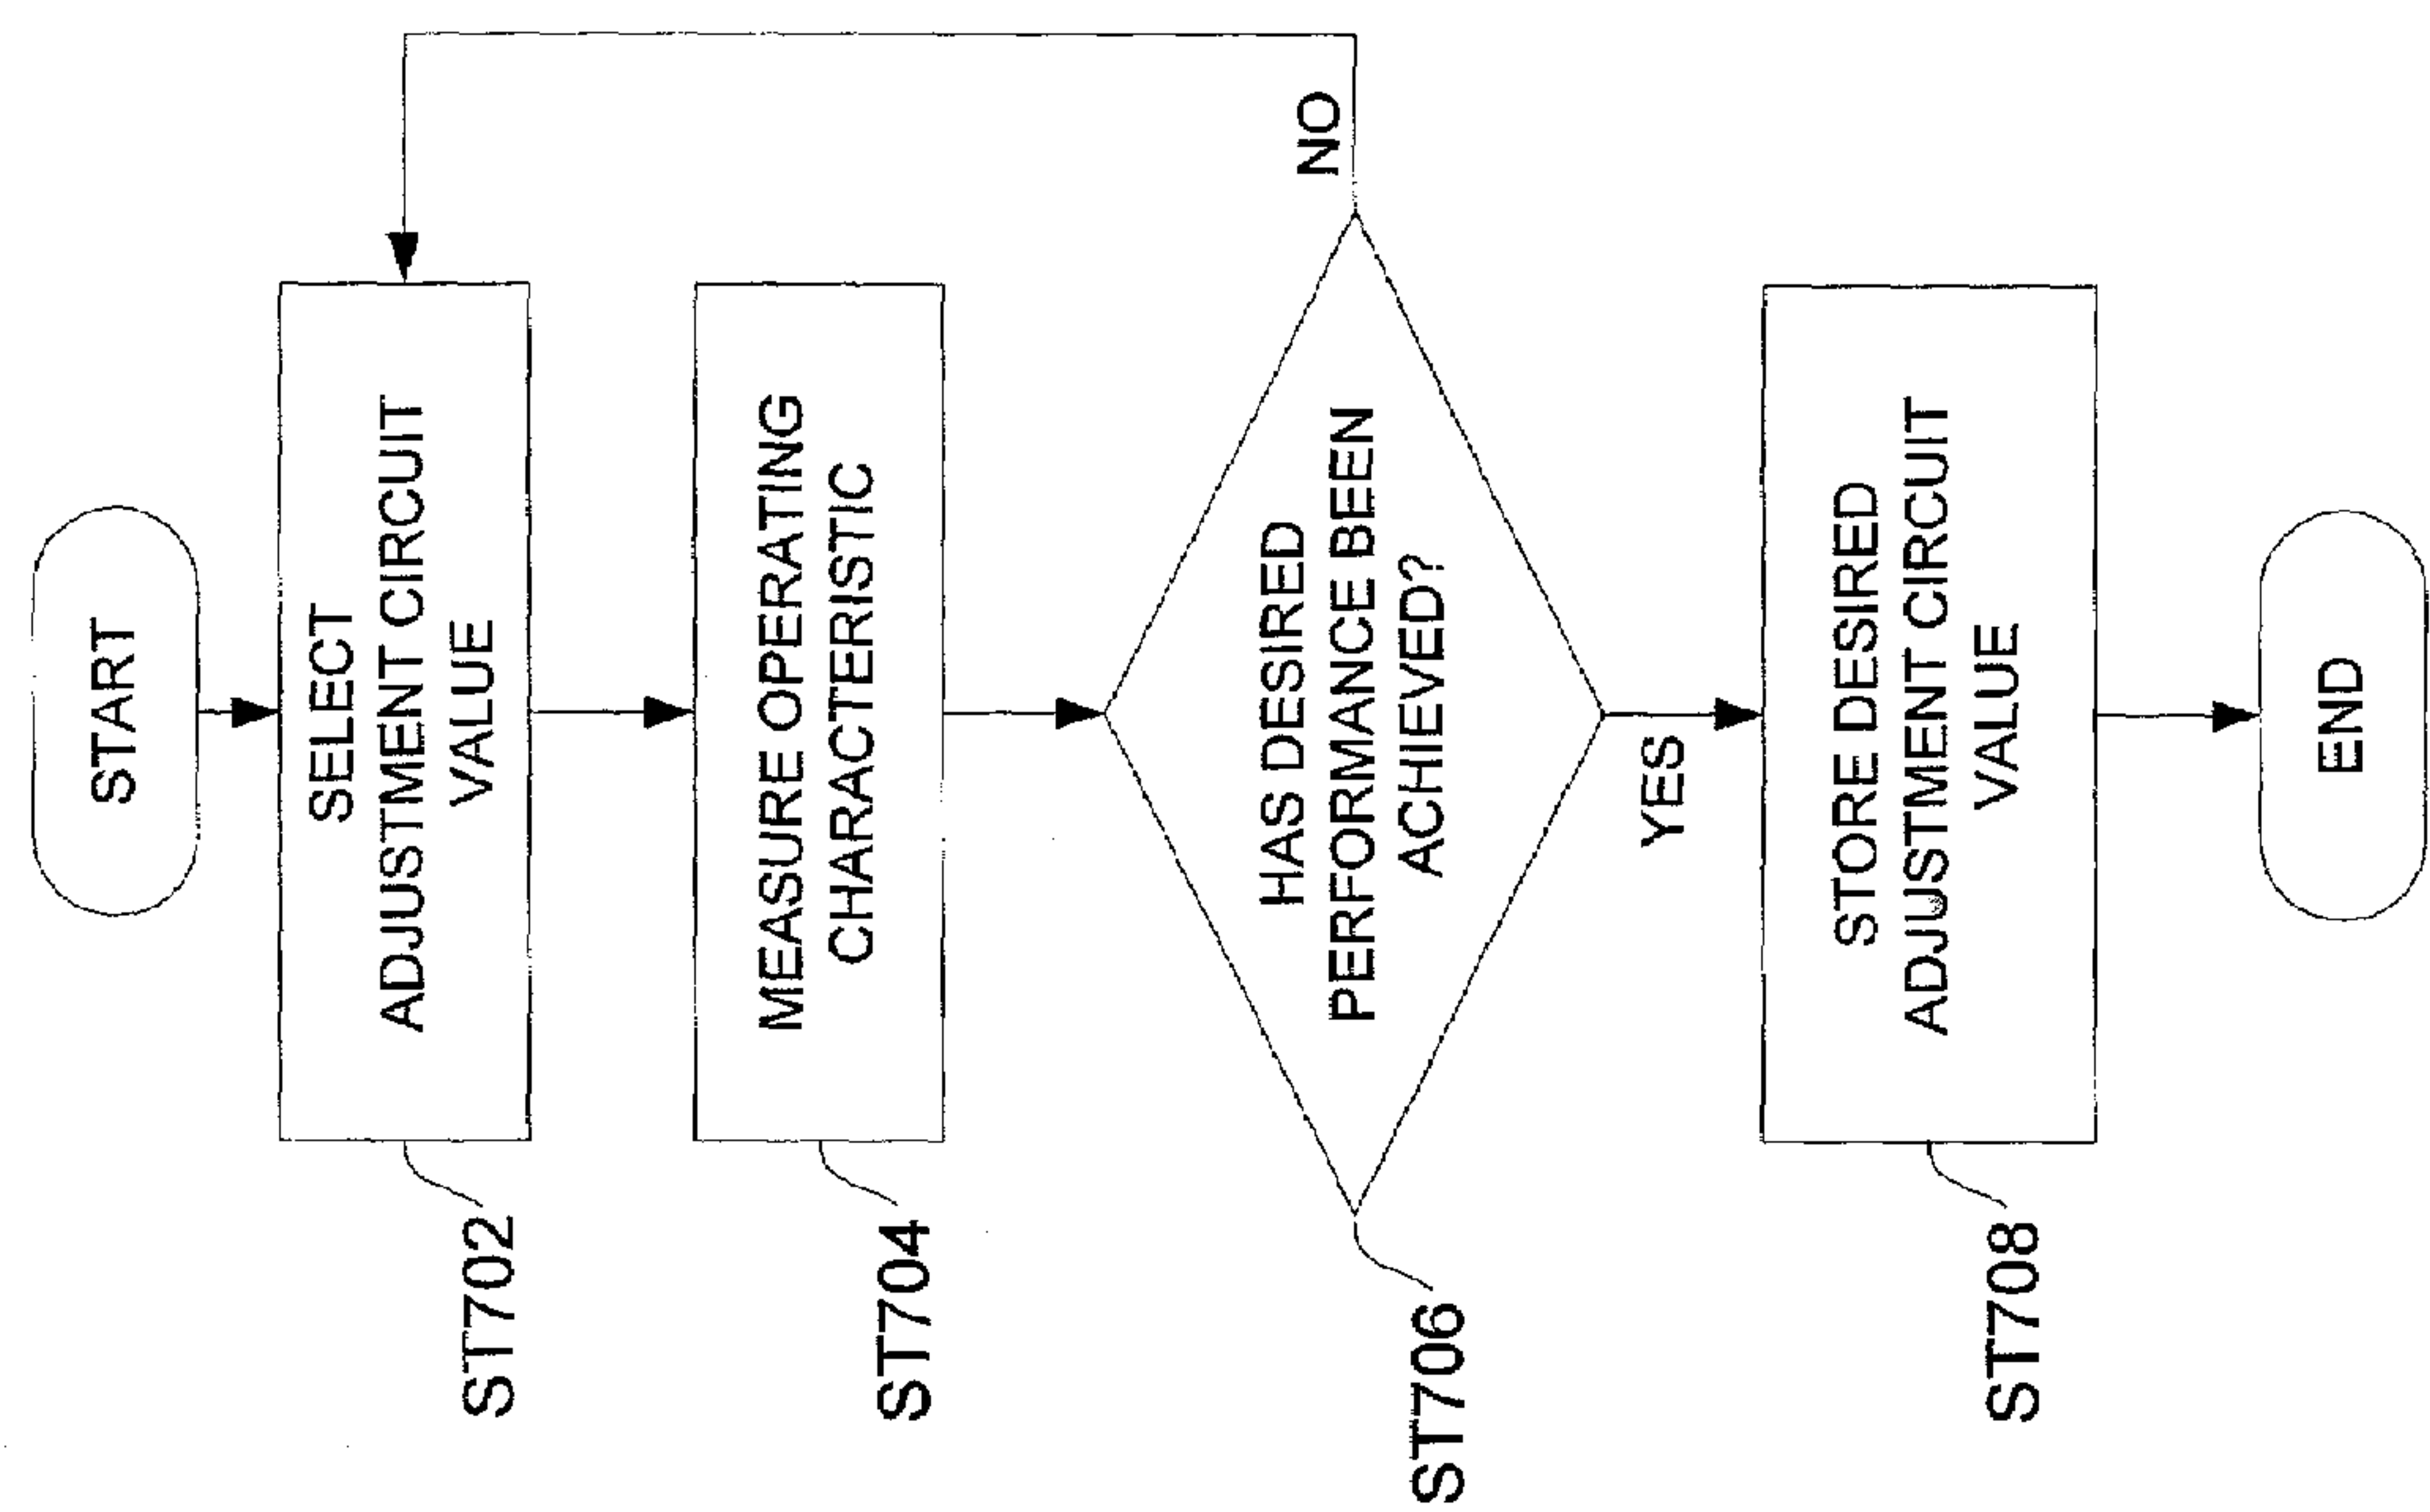 START
SELECT
ADJUSTMENT CIRCUIT
VALUE
ST702
MEASURE OPERATING
CHARACTERISTIC
ST704
HAS DESIRED
PERFORMANCE BEEN
ACHIEVED?
NO
ST706
YES
STORE DESIRED
ADJUSTMENT CIRCUIT
VALUE
ST708
END